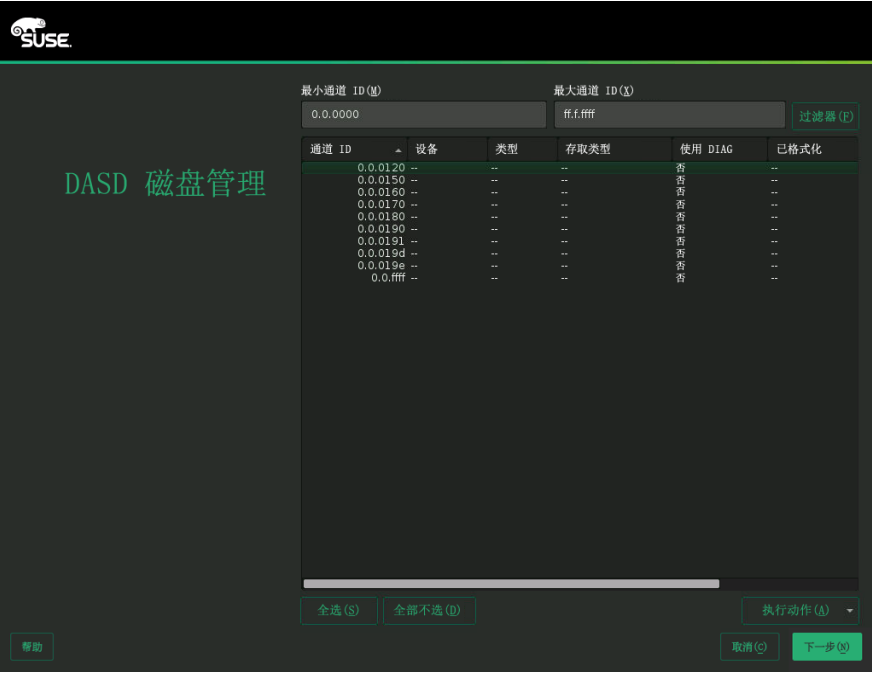 SUSE.
最小通道 ID(M) 最大通道 ID(X)
0.0.0000 ff.f.ffff 过滤器(F)
DASD 磁盘管理
通道 ID 设备 类型 存取类型 使用 DIAG 已格式化
0.0.0120 -- -- -- 否 --
0.0.0150 -- -- -- 否 --
0.0.0160 -- -- -- 否 --
0.0.0170 -- -- -- 否 --
0.0.0180 -- -- -- 否 --
0.0.0190 -- -- -- 否 --
0.0.0191 -- -- -- 否 --
0.0.019d -- -- -- 否 --
0.0.019e -- -- -- 否 --
0.0.ffff -- -- -- 否 --
全选(S) 全部不选(D) 执行动作(A)
帮助 取消(C) 下一步(N)